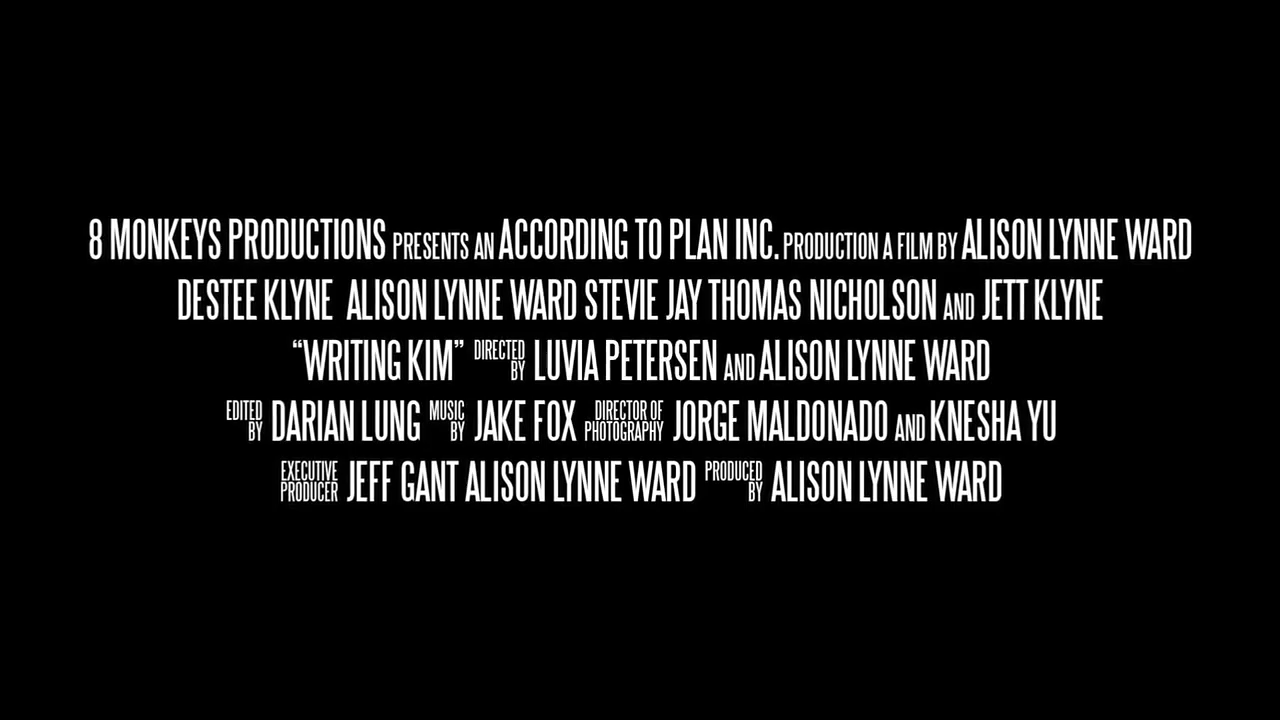 8 MONKEYS PRODUCTIONS PRESENTS AN ACCORDING TO PLAN INC. PRODUCTION A FILM BY ALISON LYNNE WARD
DESTEE KLYNE ALISON LYNNE WARD STEVIE JAY THOMAS NICHOLSON AND JETT KLYNE
“WRITING KIM” DIRECTED BY LUVIA PETERSEN AND ALISON LYNNE WARD
EDITED BY DARIAN LUNG MUSIC BY JAKE FOX DIRECTOR OF PHOTOGRAPHY JORGE MALDONADO AND KNESHA YU
EXECUTIVE PRODUCER JEFF GANT ALISON LYNNE WARD PRODUCED BY ALISON LYNNE WARD